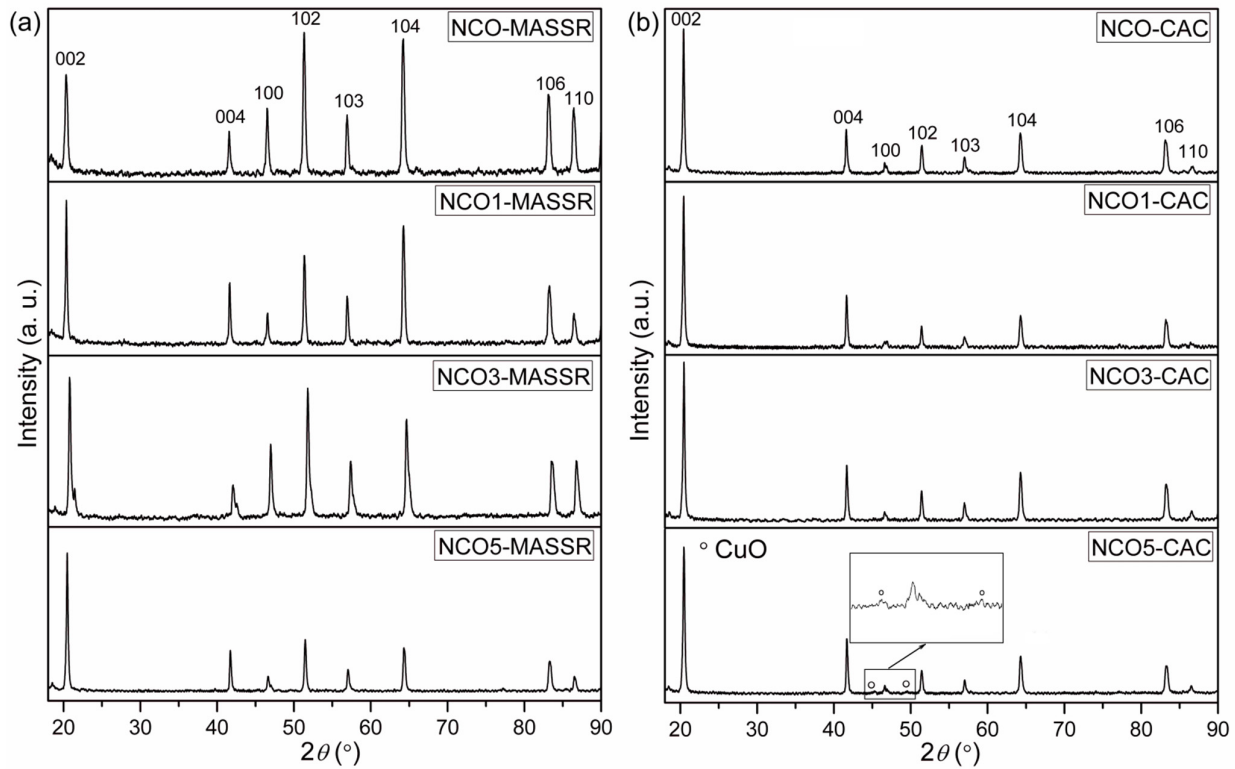 (a)
NCO-MASSR
002
004
100
102
103
104
106
110
NCO1-MASSR
NCO3-MASSR
NCO5-MASSR
Intensity (a. u.)
20 30 40 50 60 70 80 90
2θ (°)
(b)
NCO-CAC
002
004
100
102
103
104
106
110
NCO1-CAC
NCO3-CAC
NCO5-CAC
° CuO
Intensity (a.u.)
20 30 40 50 60 70 80 90
2θ (°)